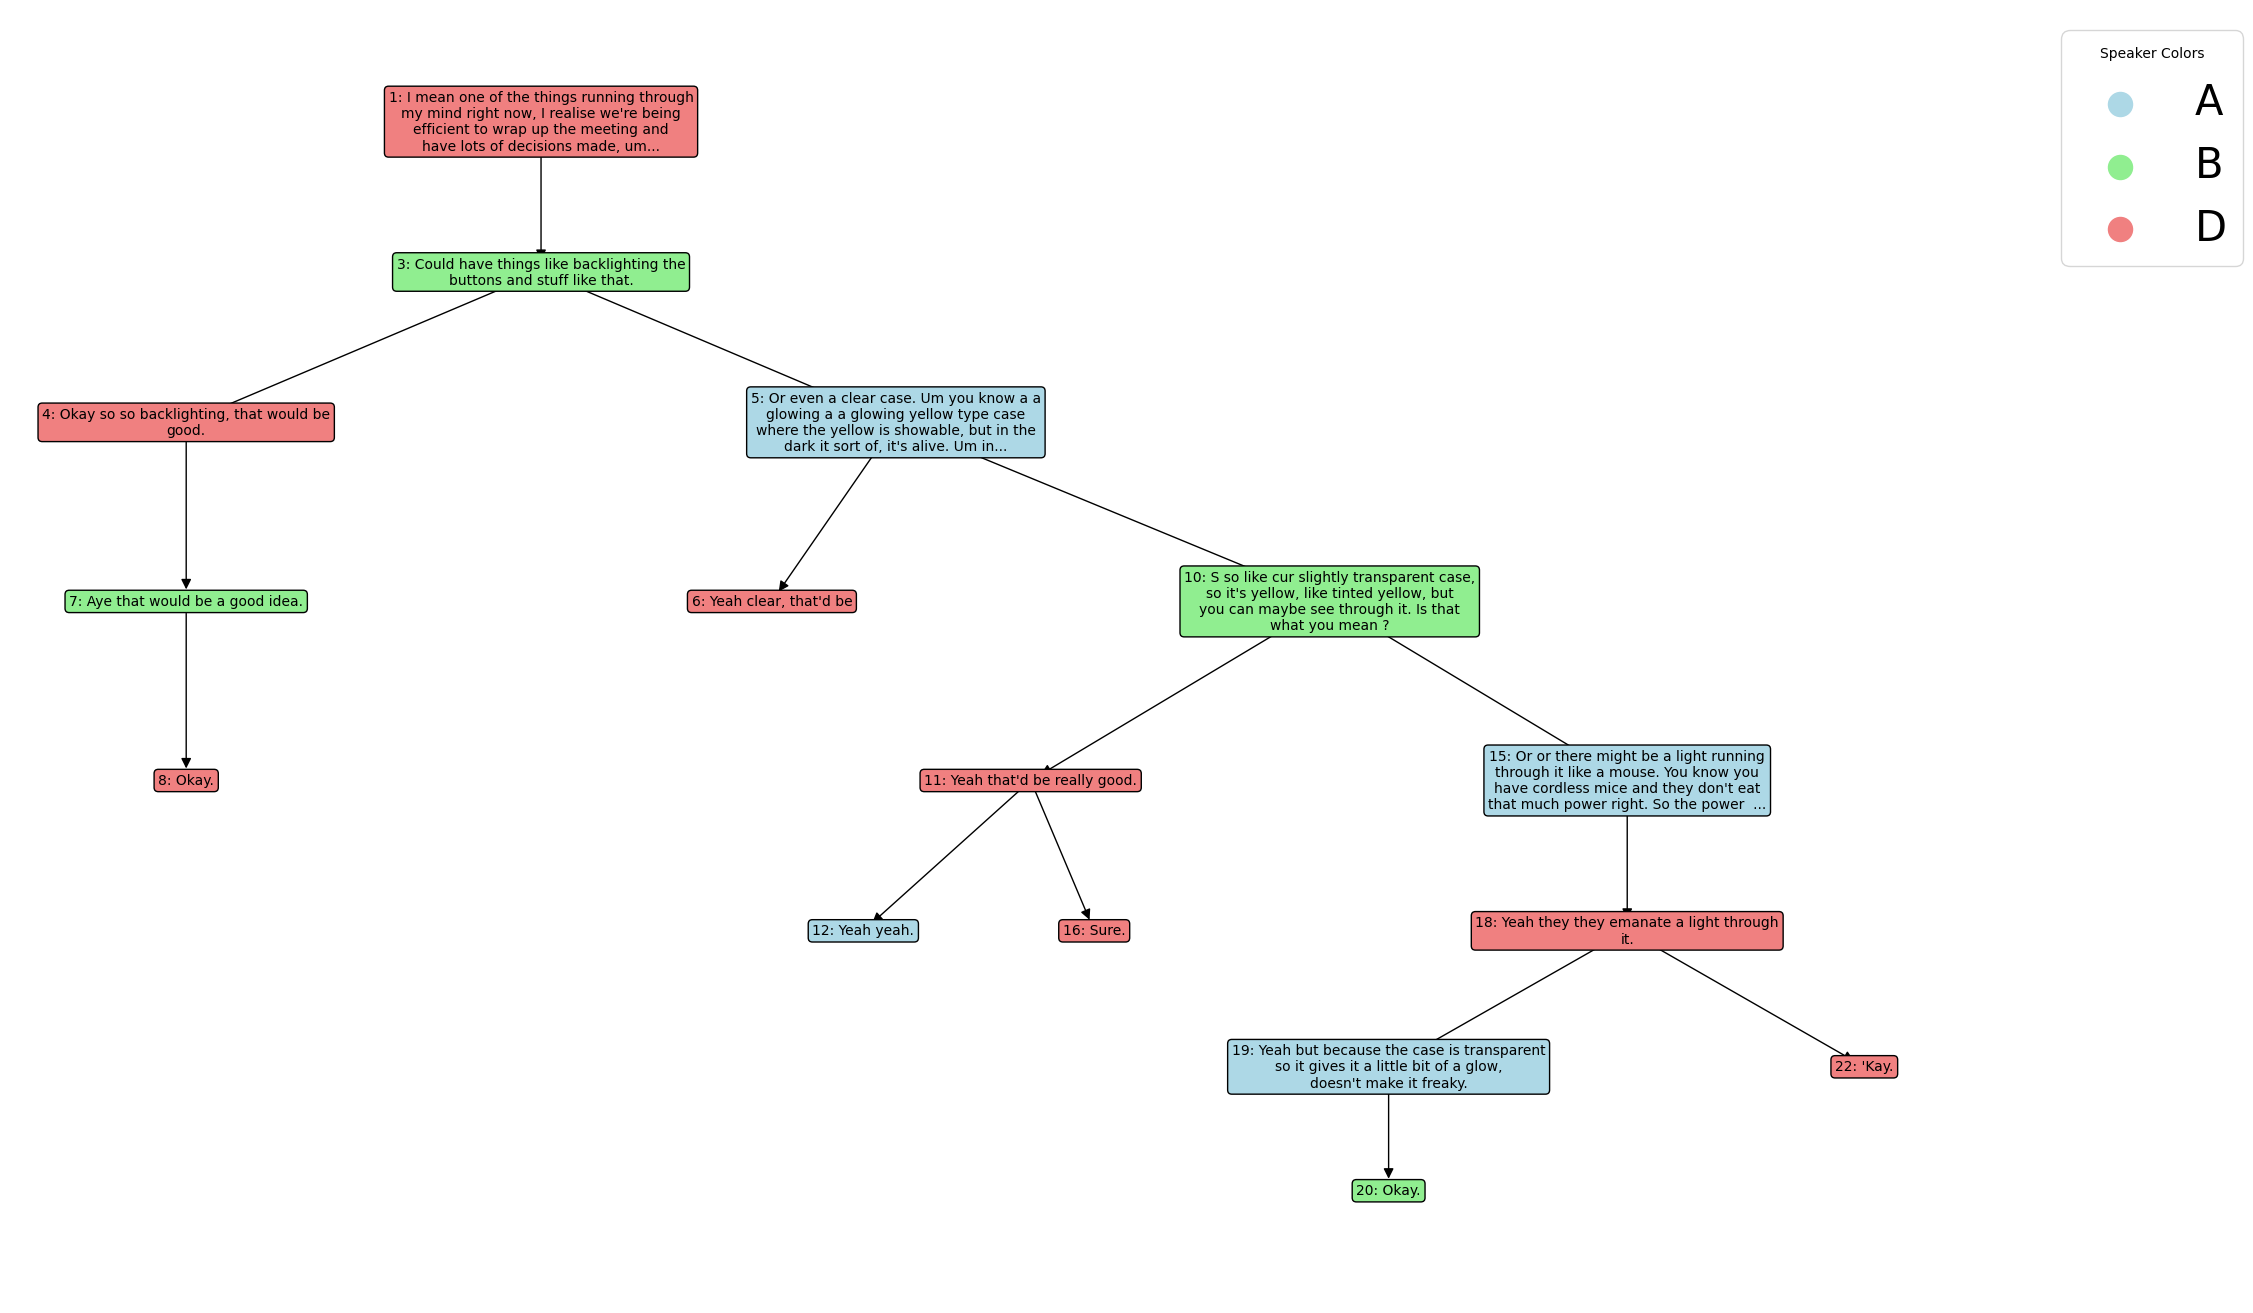 Speaker Colors
A
B
D
1: I mean one of the things running through
my mind right now, I realise we're being
efficient to wrap up the meeting and
have lots of decisions made, um...
3: Could have things like backlighting the
buttons and stuff like that.
4: Okay so so backlighting, that would be
good.
5: Or even a clear case. Um you know a a
glowing a a glowing yellow type case
where the yellow is showable, but in the
dark it sort of, it's alive. Um in...
7: Aye that would be a good idea.
6: Yeah clear, that'd be
10: S so like cur slightly transparent case,
so it's yellow, like tinted yellow, but
you can maybe see through it. Is that
what you mean ?
8: Okay.
11: Yeah that'd be really good.
15: Or or there might be a light running
through it like a mouse. You know you
have cordless mice and they don't eat
that much power right. So the power  ...
12: Yeah yeah.
16: Sure.
18: Yeah they they emanate a light through
it.
19: Yeah but because the case is transparent
so it gives it a little bit of a glow,
doesn't make it freaky.
22: 'Kay.
20: Okay.